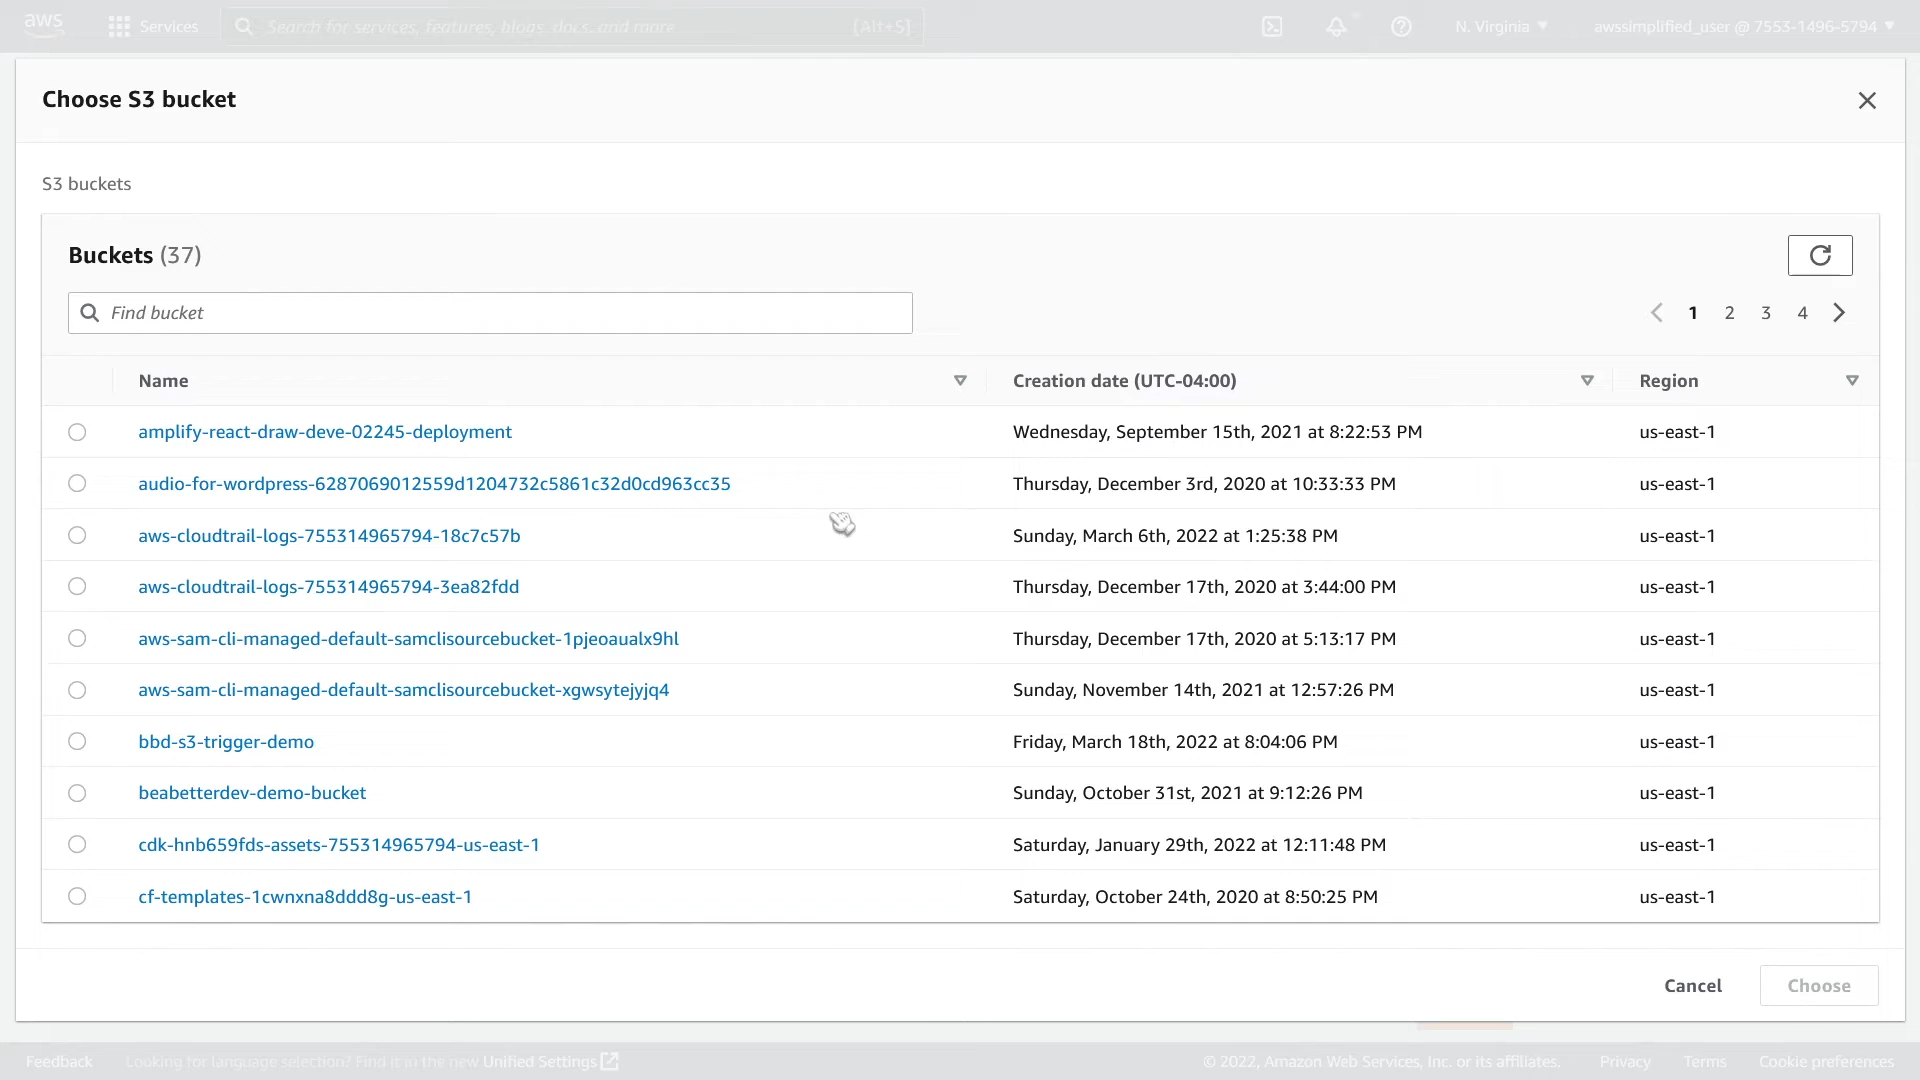 aws
Services
Search for services, features, blogs, docs, and more
[Alt+S]
N. Virginia
awssimplified_user @ 7553-1496-5794
Choose S3 bucket
S3 buckets
Buckets (37)
Find bucket
1 2 3 4
Name Creation date (UTC-04:00) Region
amplify-react-draw-deve-02245-deployment Wednesday, September 15th, 2021 at 8:22:53 PM us-east-1
audio-for-wordpress-6287069012559d1204732c5861c32d0cd963cc35 Thursday, December 3rd, 2020 at 10:33:33 PM us-east-1
aws-cloudtrail-logs-755314965794-18c7c57b Sunday, March 6th, 2022 at 1:25:38 PM us-east-1
aws-cloudtrail-logs-755314965794-3ea82fdd Thursday, December 17th, 2020 at 3:44:00 PM us-east-1
aws-sam-cli-managed-default-samclisourcebucket-1pjeoaualx9hl Thursday, December 17th, 2020 at 5:13:17 PM us-east-1
aws-sam-cli-managed-default-samclisourcebucket-xgwsytejyjq4 Sunday, November 14th, 2021 at 12:57:26 PM us-east-1
bbd-s3-trigger-demo Friday, March 18th, 2022 at 8:04:06 PM us-east-1
beabetterdev-demo-bucket Sunday, October 31st, 2021 at 9:12:26 PM us-east-1
cdk-hnb659fds-assets-755314965794-us-east-1 Saturday, January 29th, 2022 at 12:11:48 PM us-east-1
cf-templates-1cwnxna8ddd8g-us-east-1 Saturday, October 24th, 2020 at 8:50:25 PM us-east-1
Cancel Choose
Feedback Looking for language selection? Find it in the new Unified Settings © 2022, Amazon Web Services, Inc. or its affiliates. Privacy Terms Cookie preferences